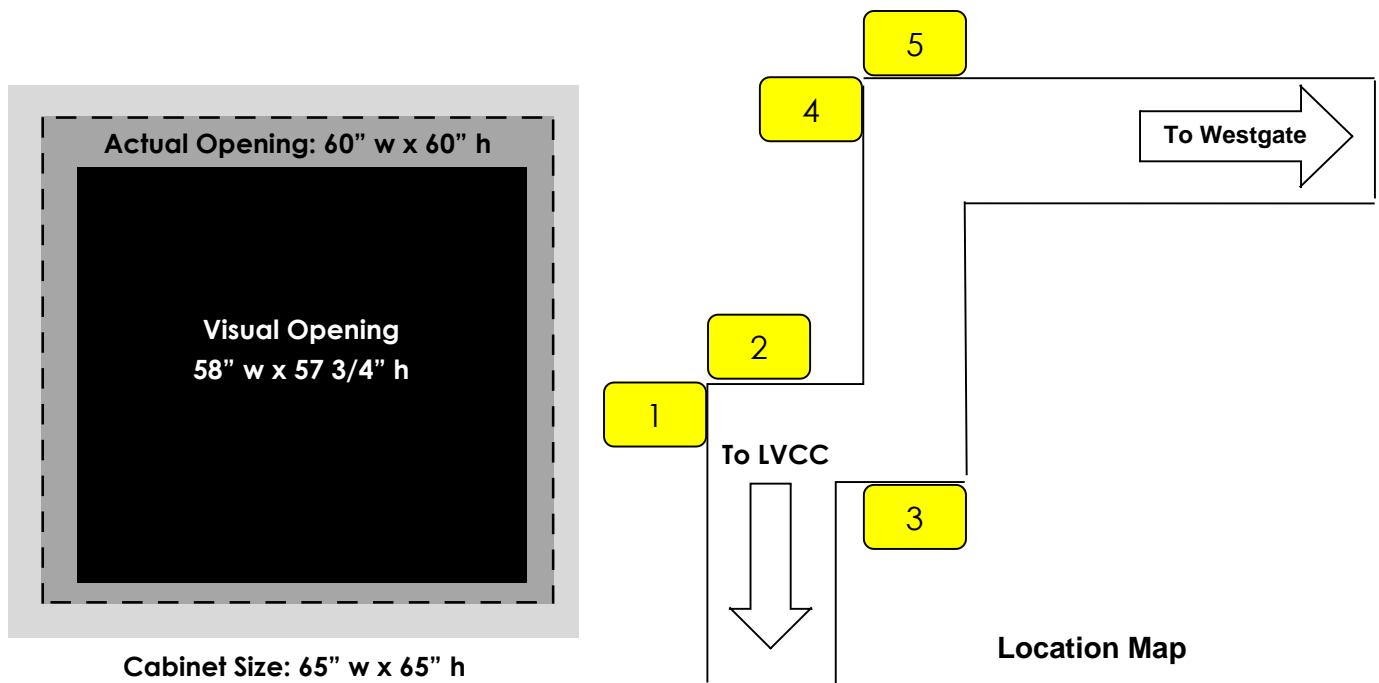 Actual Opening: 60” w x 60” h
Visual Opening
58” w x 57 3/4” h
Cabinet Size: 65” w x 65” h
5
4
To Westgate
2
1
To LVCC
3
Location Map